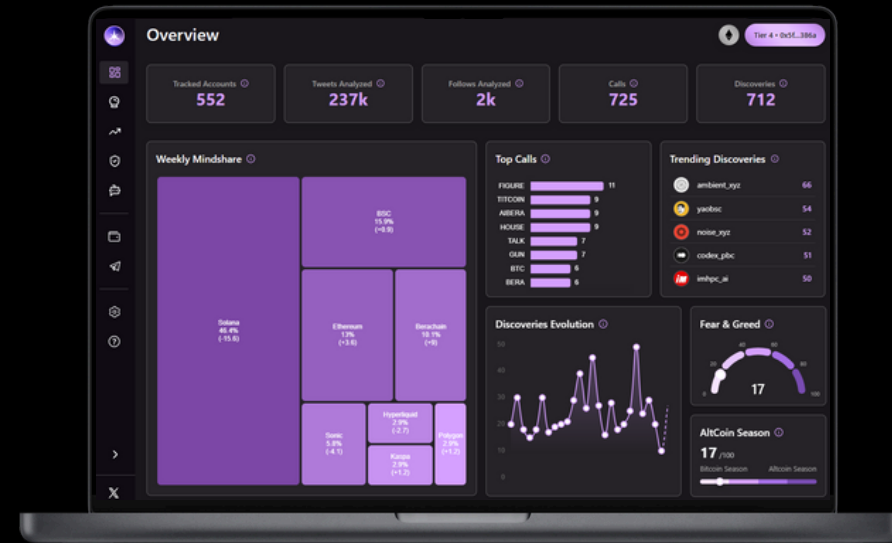 Overview
Tier 4 • 0x5f...386a
Tracked Accounts
552
Tweets Analyzed
237k
Follows Analyzed
2k
Calls
725
Discoveries
712
Weekly Mindshare
Solana
46.4%
(-15.6)
BSC
15.9%
(+0.9)
Ethereum
13%
(+3.6)
Berachain
10.1%
(+9)
Sonic
5.8%
(-4.1)
Hyperliquid
2.9%
(-2.7)
Kaspa
2.9%
(+1.2)
Polygon
2.9%
(+1.2)
Top Calls
FIGURE 11
TITCOIN 9
AIBERA 9
HOUSE 9
TALK 7
GUN 7
BTC 6
BERA 6
Trending Discoveries
ambient_xyz 66
yaobsc 54
noise_xyz 52
codex_pbc 51
imhpc_ai 50
Discoveries Evolution
50
40
30
20
10
0
Fear & Greed
0
20
40
60
80
100
17
AltCoin Season
17 /100
Bitcoin Season
Altcoin Season